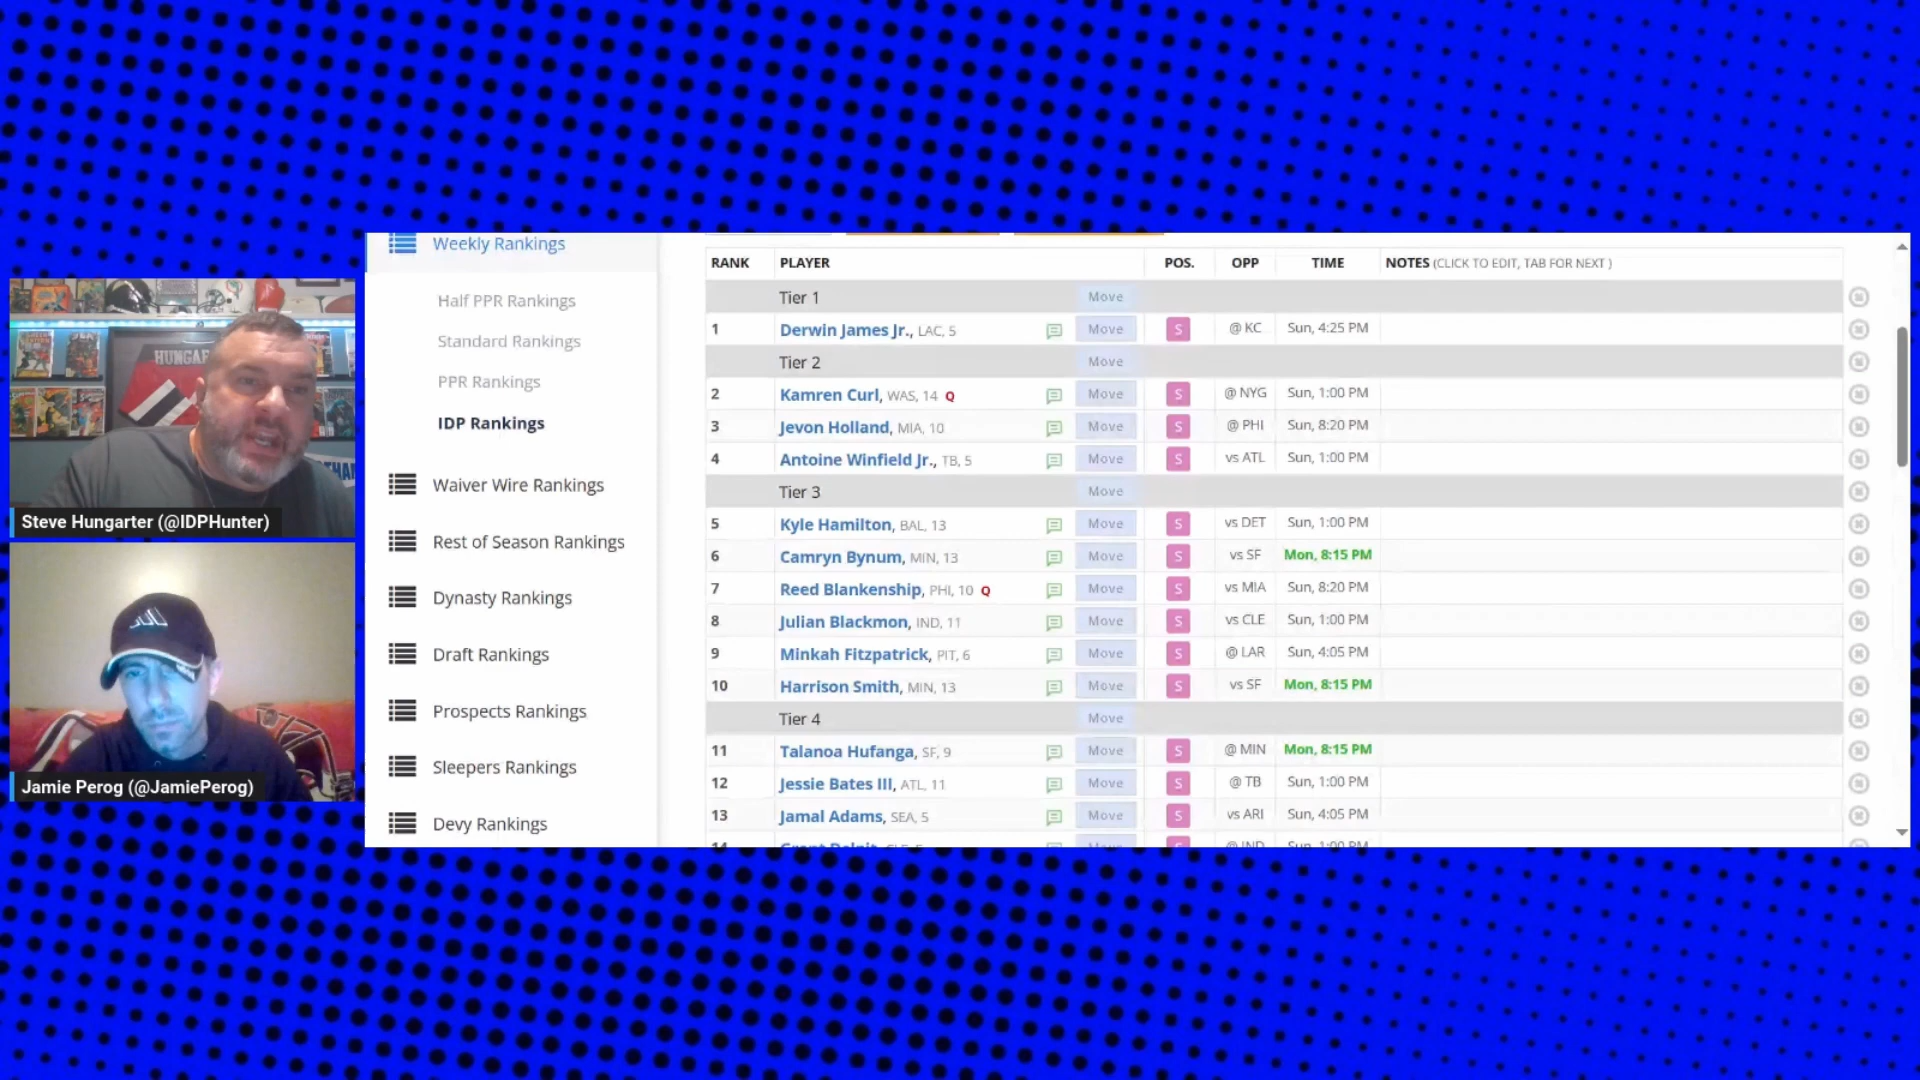 Weekly Rankings
Half PPR Rankings
Standard Rankings
PPR Rankings
IDP Rankings
Waiver Wire Rankings
Rest of Season Rankings
Dynasty Rankings
Draft Rankings
Prospects Rankings
Sleepers Rankings
Devy Rankings
RANK PLAYER POS. OPP TIME NOTES (CLICK TO EDIT, TAB FOR NEXT )
Tier 1 Move
1 Derwin James Jr., LAC, 5 Move S @ KC Sun, 4:25 PM
Tier 2 Move
2 Kamren Curl, WAS, 14 Q Move S @ NYG Sun, 1:00 PM
3 Jevon Holland, MIA, 10 Move S @ PHI Sun, 8:20 PM
4 Antoine Winfield Jr., TB, 5 Move S vs ATL Sun, 1:00 PM
Tier 3 Move
5 Kyle Hamilton, BAL, 13 Move S vs DET Sun, 1:00 PM
6 Camryn Bynum, MIN, 13 Move S vs SF Mon, 8:15 PM
7 Reed Blankenship, PHI, 10 Q Move S vs MIA Sun, 8:20 PM
8 Julian Blackmon, IND, 11 Move S vs CLE Sun, 1:00 PM
9 Minkah Fitzpatrick, PIT, 6 Move S @ LAR Sun, 4:05 PM
10 Harrison Smith, MIN, 13 Move S vs SF Mon, 8:15 PM
Tier 4 Move
11 Talanoa Hufanga, SF, 9 Move S @ MIN Mon, 8:15 PM
12 Jessie Bates III, ATL, 11 Move S @ TB Sun, 1:00 PM
13 Jamal Adams, SEA, 5 Move S vs ARI Sun, 4:05 PM
HUNGAR
Steve Hungarter (@IDPHunter)
Jamie Perog (@JamiePerog)